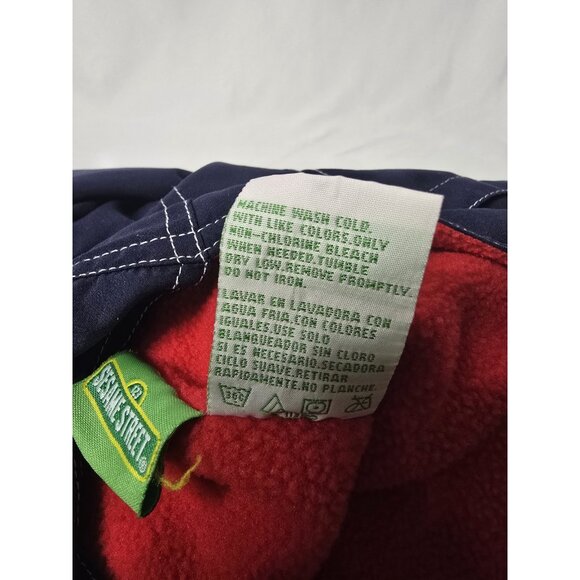 MACHINE WASH COLD.
WITH LIKE COLORS.ONLY
NON-CHLORINE BLEACH
WHEN NEEDED.TUMBLE
DRY LOW.REMOVE PROMPTLY.
DO NOT IRON.
LAVAR EN LAVADORA CON
AGUA FRIA.CON COLORES
IGUALES.USE SOLO
BLANQUEADOR SIN CLORO
SI ES NECESARIO.SECADORA
CICLO SUAVE.RETIRAR
RAPIDAMENTE.NO PLANCHE.
123
SESAME STREET®